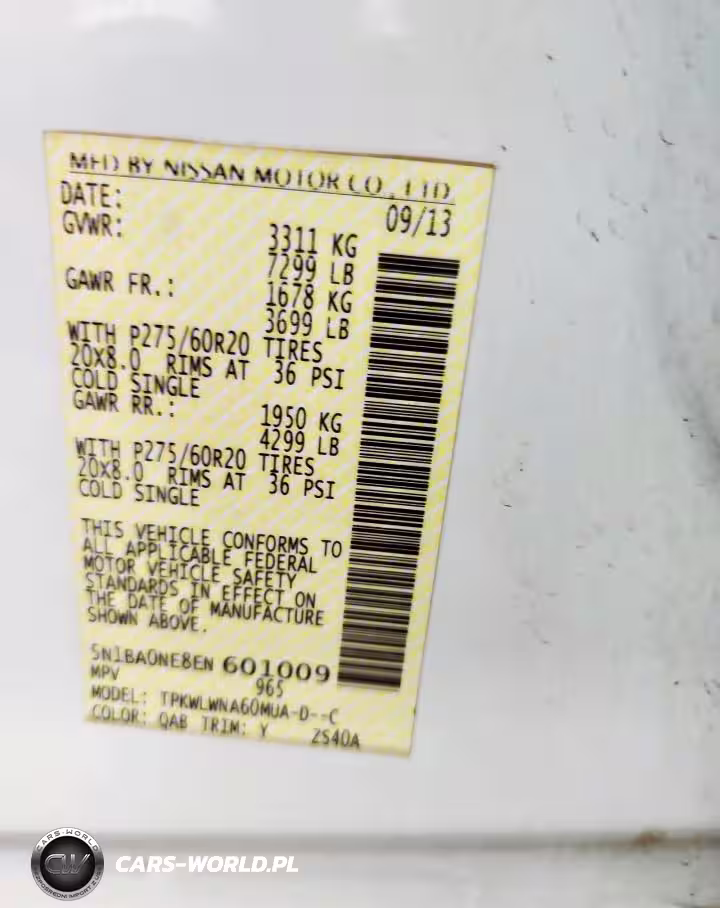 MFD BY NISSAN MOTOR CO., LTD.
DATE: 09/13
GVWR: 3311 KG
7299 LB
GAWR FR.: 1678 KG
3699 LB
WITH P275/60R20 TIRES
20X8.0 RIMS AT 36 PSI
COLD SINGLE
GAWR RR.: 1950 KG
4299 LB
WITH P275/60R20 TIRES
20X8.0 RIMS AT 36 PSI
COLD SINGLE
THIS VEHICLE CONFORMS TO
ALL APPLICABLE FEDERAL
MOTOR VEHICLE SAFETY
STANDARDS IN EFFECT ON
THE DATE OF MANUFACTURE
SHOWN ABOVE.
5N1BA0NE8EN 601009
MPV 965
MODEL: TPKWLWNA60MUA-D--C
COLOR: QAB TRIM: Y ZS40A
CARS-WORLD
CW
CARS-WORLD.PL